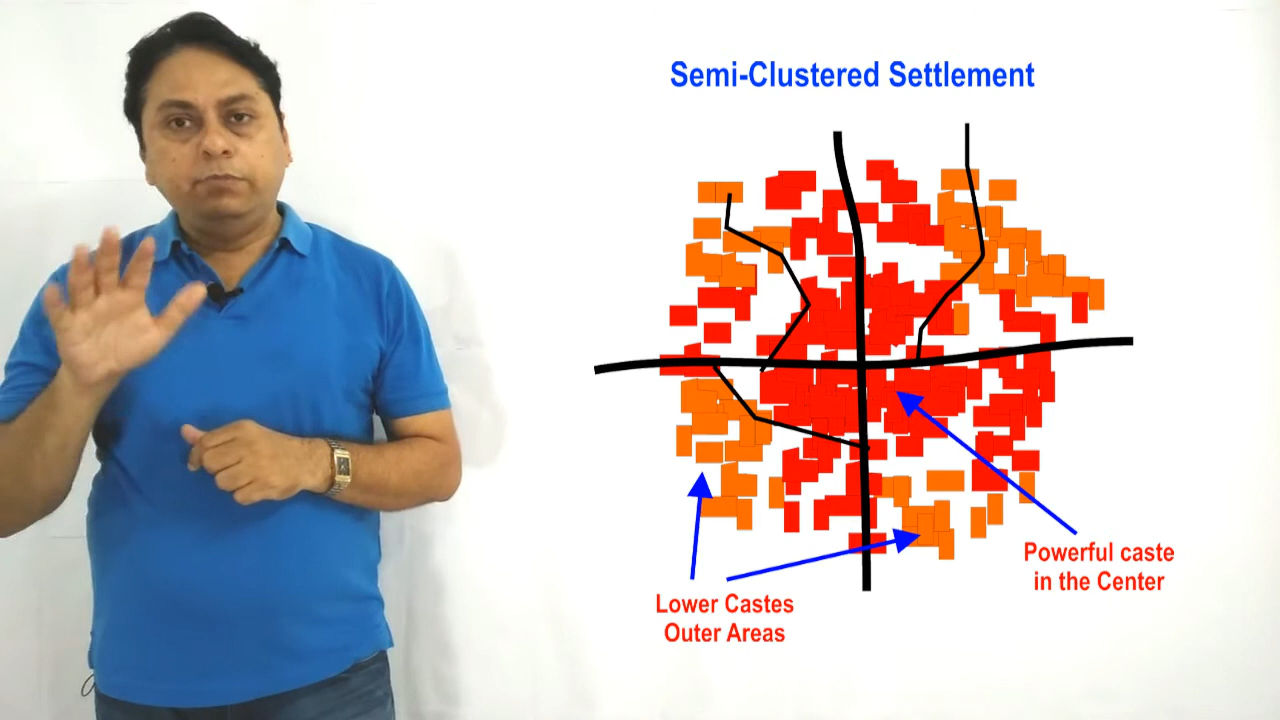 Semi-Clustered Settlement
Powerful caste
in the Center
Lower Castes
Outer Areas